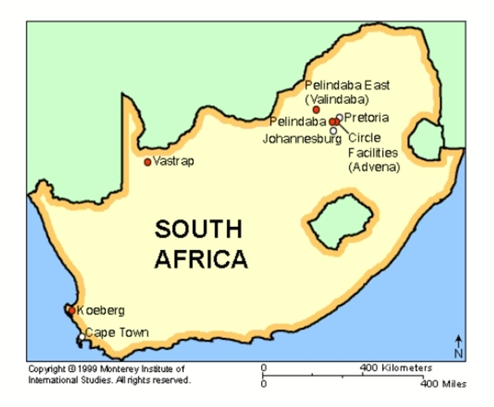 Pelindaba East
(Valindaba)
Pelindaba
Pretoria
Johannesburg
Circle
Facilities
(Advena)
Vastrap
SOUTH
AFRICA
Koeberg
Cape Town
N
Copyright © 1999 Monterey Institute of
International Studies. All rights reserved.
0 400 Kilometers
0 400 Miles